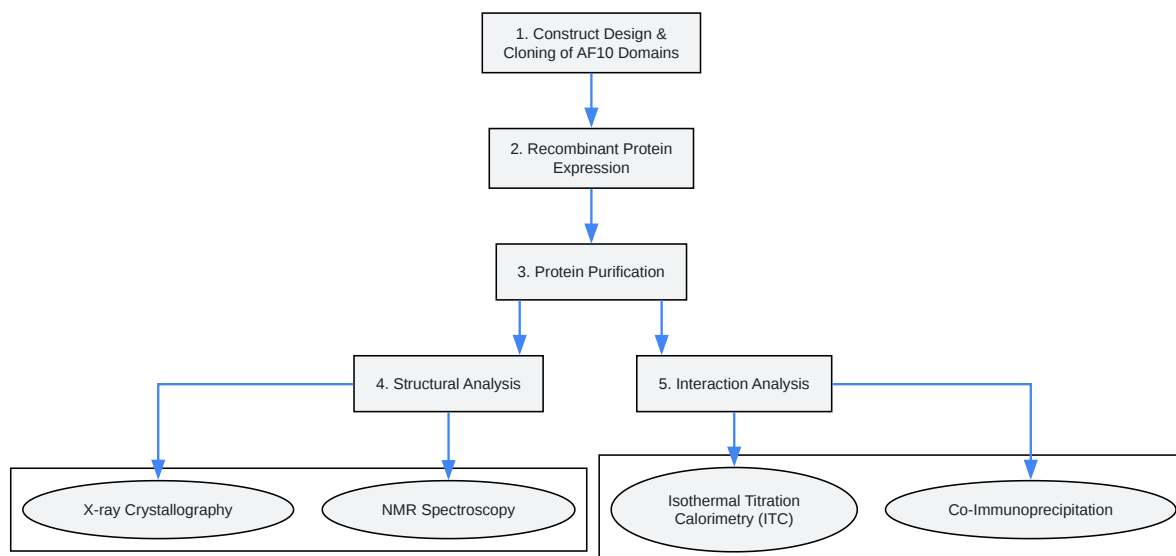 1. Construct Design &
Cloning of AF10 Domains
2. Recombinant Protein
Expression
3. Protein Purification
4. Structural Analysis
5. Interaction Analysis
X-ray Crystallography
NMR Spectroscopy
Isothermal Titration
Calorimetry (ITC)
Co-Immunoprecipitation